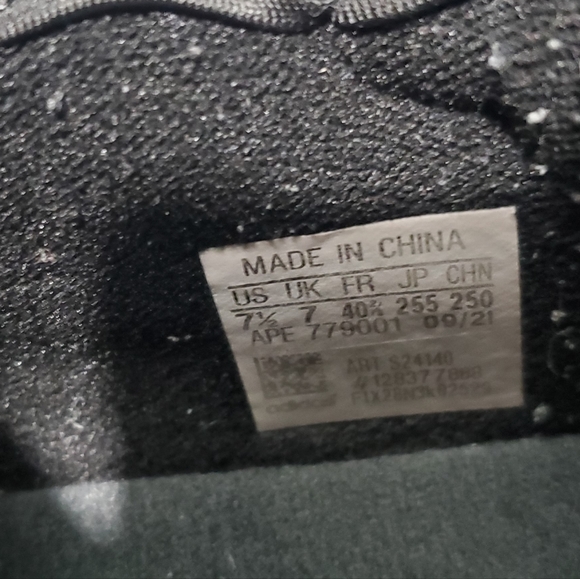 MADE IN CHINA
US UK FR JP CHN
7½ 7 40⅔ 255 250
APE 779001 09/21
ART S24140
adidas